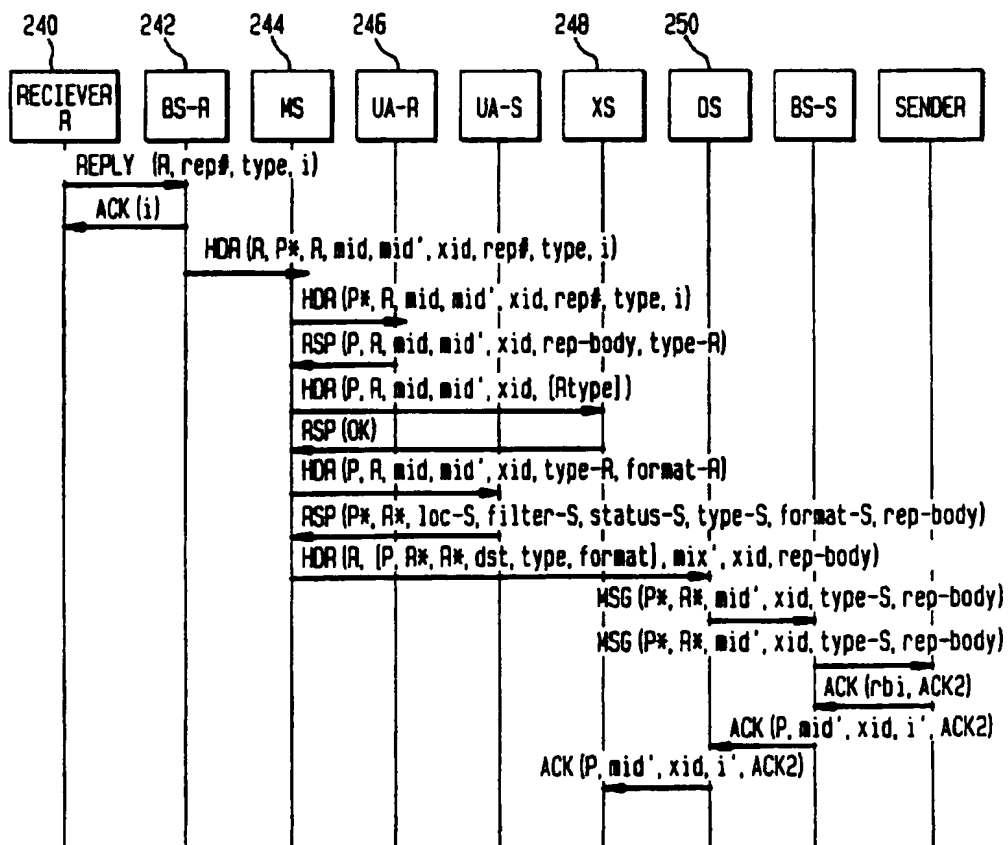 240 242 244 246 248 250
RECIEVER R BS-R MS UA-R UA-S XS DS BS-S SENDER
REPLY (R, rep#, type, i)
ACK (i)
HDR (R, P*, R, mid, mid', xid, rep#, type, i)
HDR (P*, R, mid, mid', xid, rep#, type, i)
RSP (P, R, mid, mid', xid, rep-body, type-R)
HDR (P, R, mid, mid', xid, [Rtype])
RSP (OK)
HDR (P, R, mid, mid', xid, type-R, format-R)
RSP (P*, R*, loc-S, filter-S, status-S, type-S, format-S, rep-body)
HDR (R, [P, R*, R*, dst, type, format], mix', xid, rep-body)
MSG (P*, R*, mid', xid, type-S, rep-body)
MSG (P*, R*, mid', xid, type-S, rep-body)
ACK (rbi, ACK2)
ACK (P, mid', xid, i', ACK2)
ACK (P, mid', xid, i', ACK2)